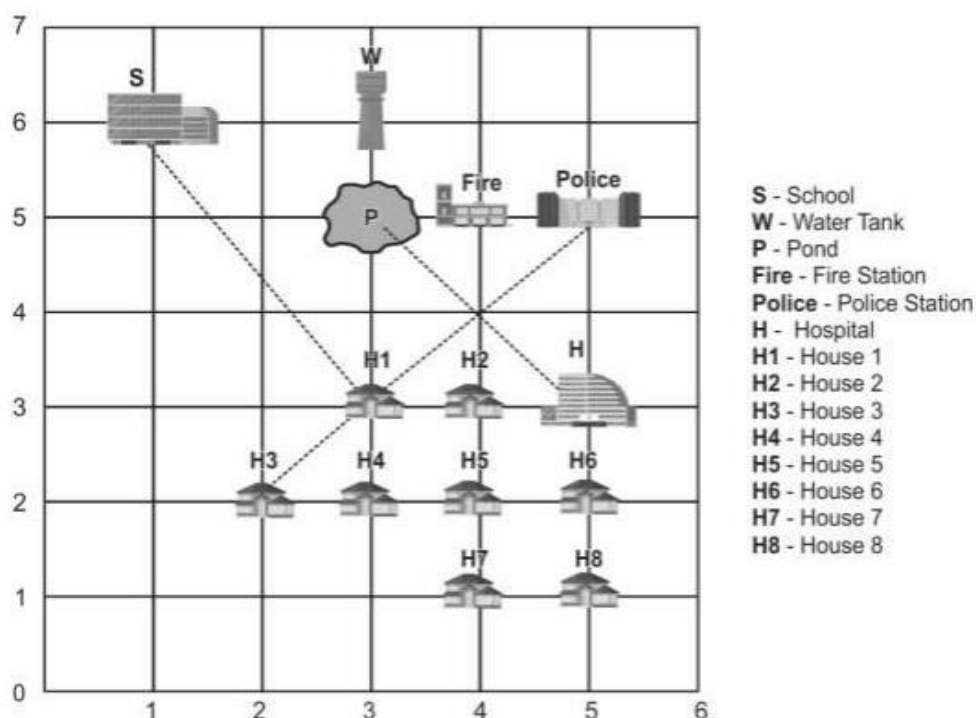 7
W
S
6
Fire
Police
5
P
4
H1
H2
H
3
H3
H4
H5
H6
2
H7
H8
1
0
1
2
3
4
5
6
S - School
W - Water Tank
P - Pond
Fire - Fire Station
Police - Police Station
H - Hospital
H1 - House 1
H2 - House 2
H3 - House 3
H4 - House 4
H5 - House 5
H6 - House 6
H7 - House 7
H8 - House 8